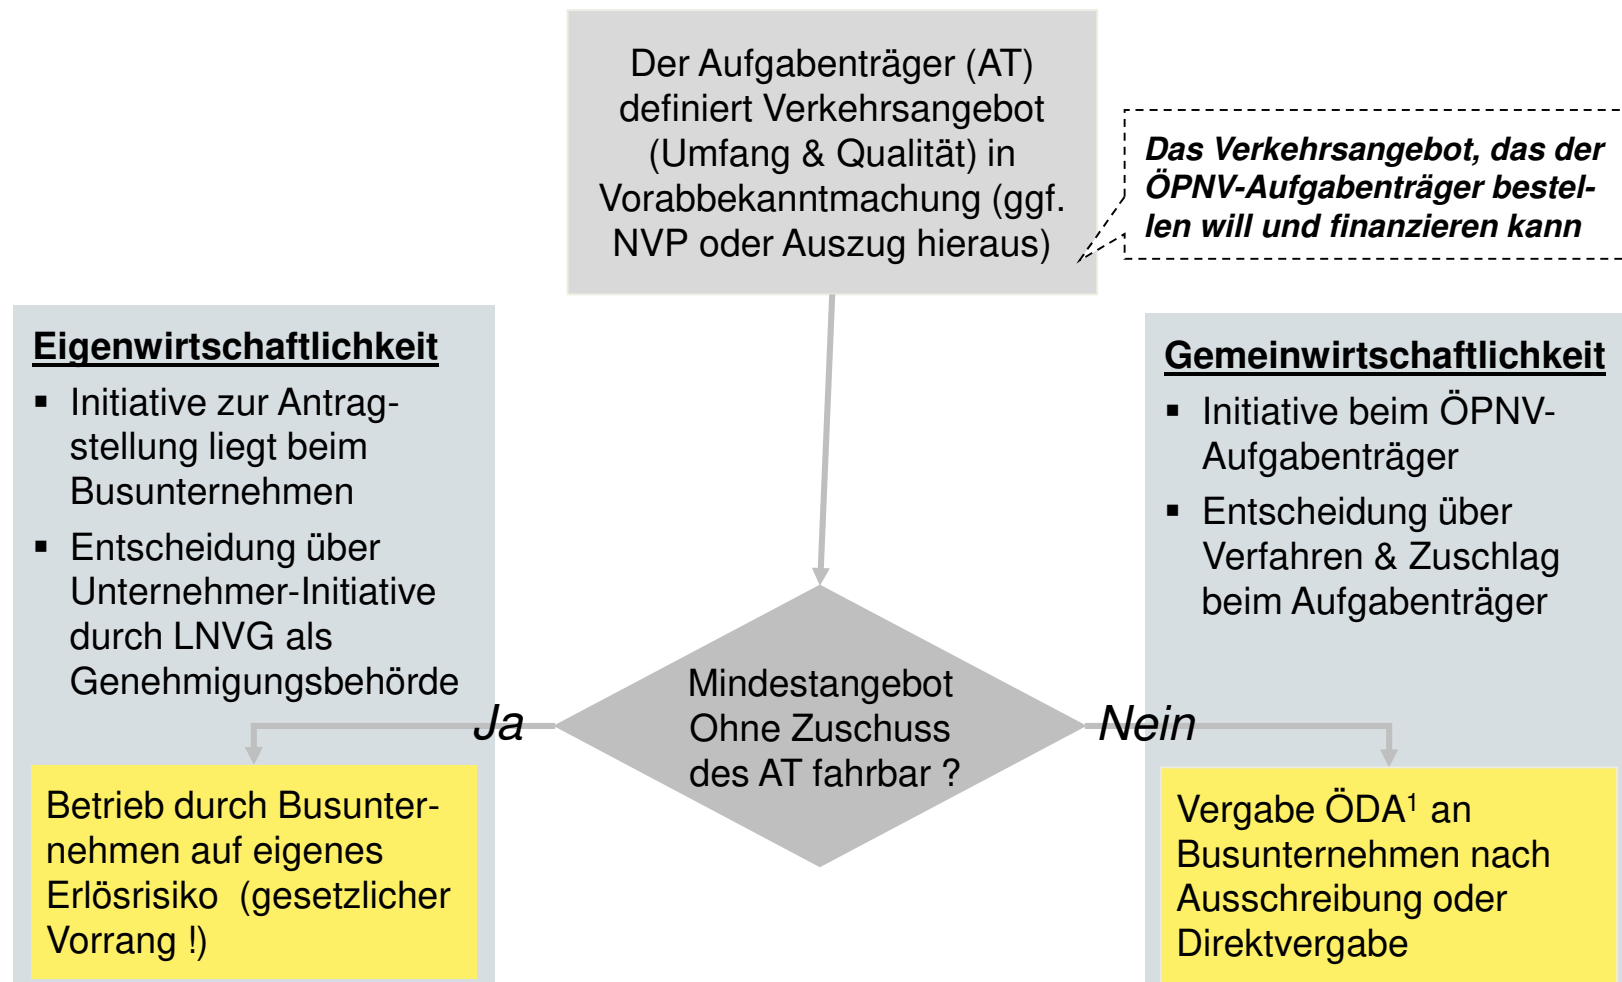 Der Aufgabenträger (AT)
definiert Verkehrsangebot
(Umfang & Qualität) in
Vorabbekanntmachung (ggf.
NVP oder Auszug hieraus)
Das Verkehrsangebot, das der
ÖPNV-Aufgabenträger bestel-
len will und finanzieren kann
Eigenwirtschaftlichkeit
▪ Initiative zur Antrag-
stellung liegt beim
Busunternehmen
▪ Entscheidung über
Unternehmer-Initiative
durch LNVG als
Genehmigungsbehörde
Gemeinwirtschaftlichkeit
▪ Initiative beim ÖPNV-
Aufgabenträger
▪ Entscheidung über
Verfahren & Zuschlag
beim Aufgabenträger
Mindestangebot
Ohne Zuschuss
des AT fahrbar ?
Ja
Nein
Betrieb durch Busunter-
nehmen auf eigenes
Erlösrisiko (gesetzlicher
Vorrang !)
Vergabe ÖDA¹ an
Busunternehmen nach
Ausschreibung oder
Direktvergabe